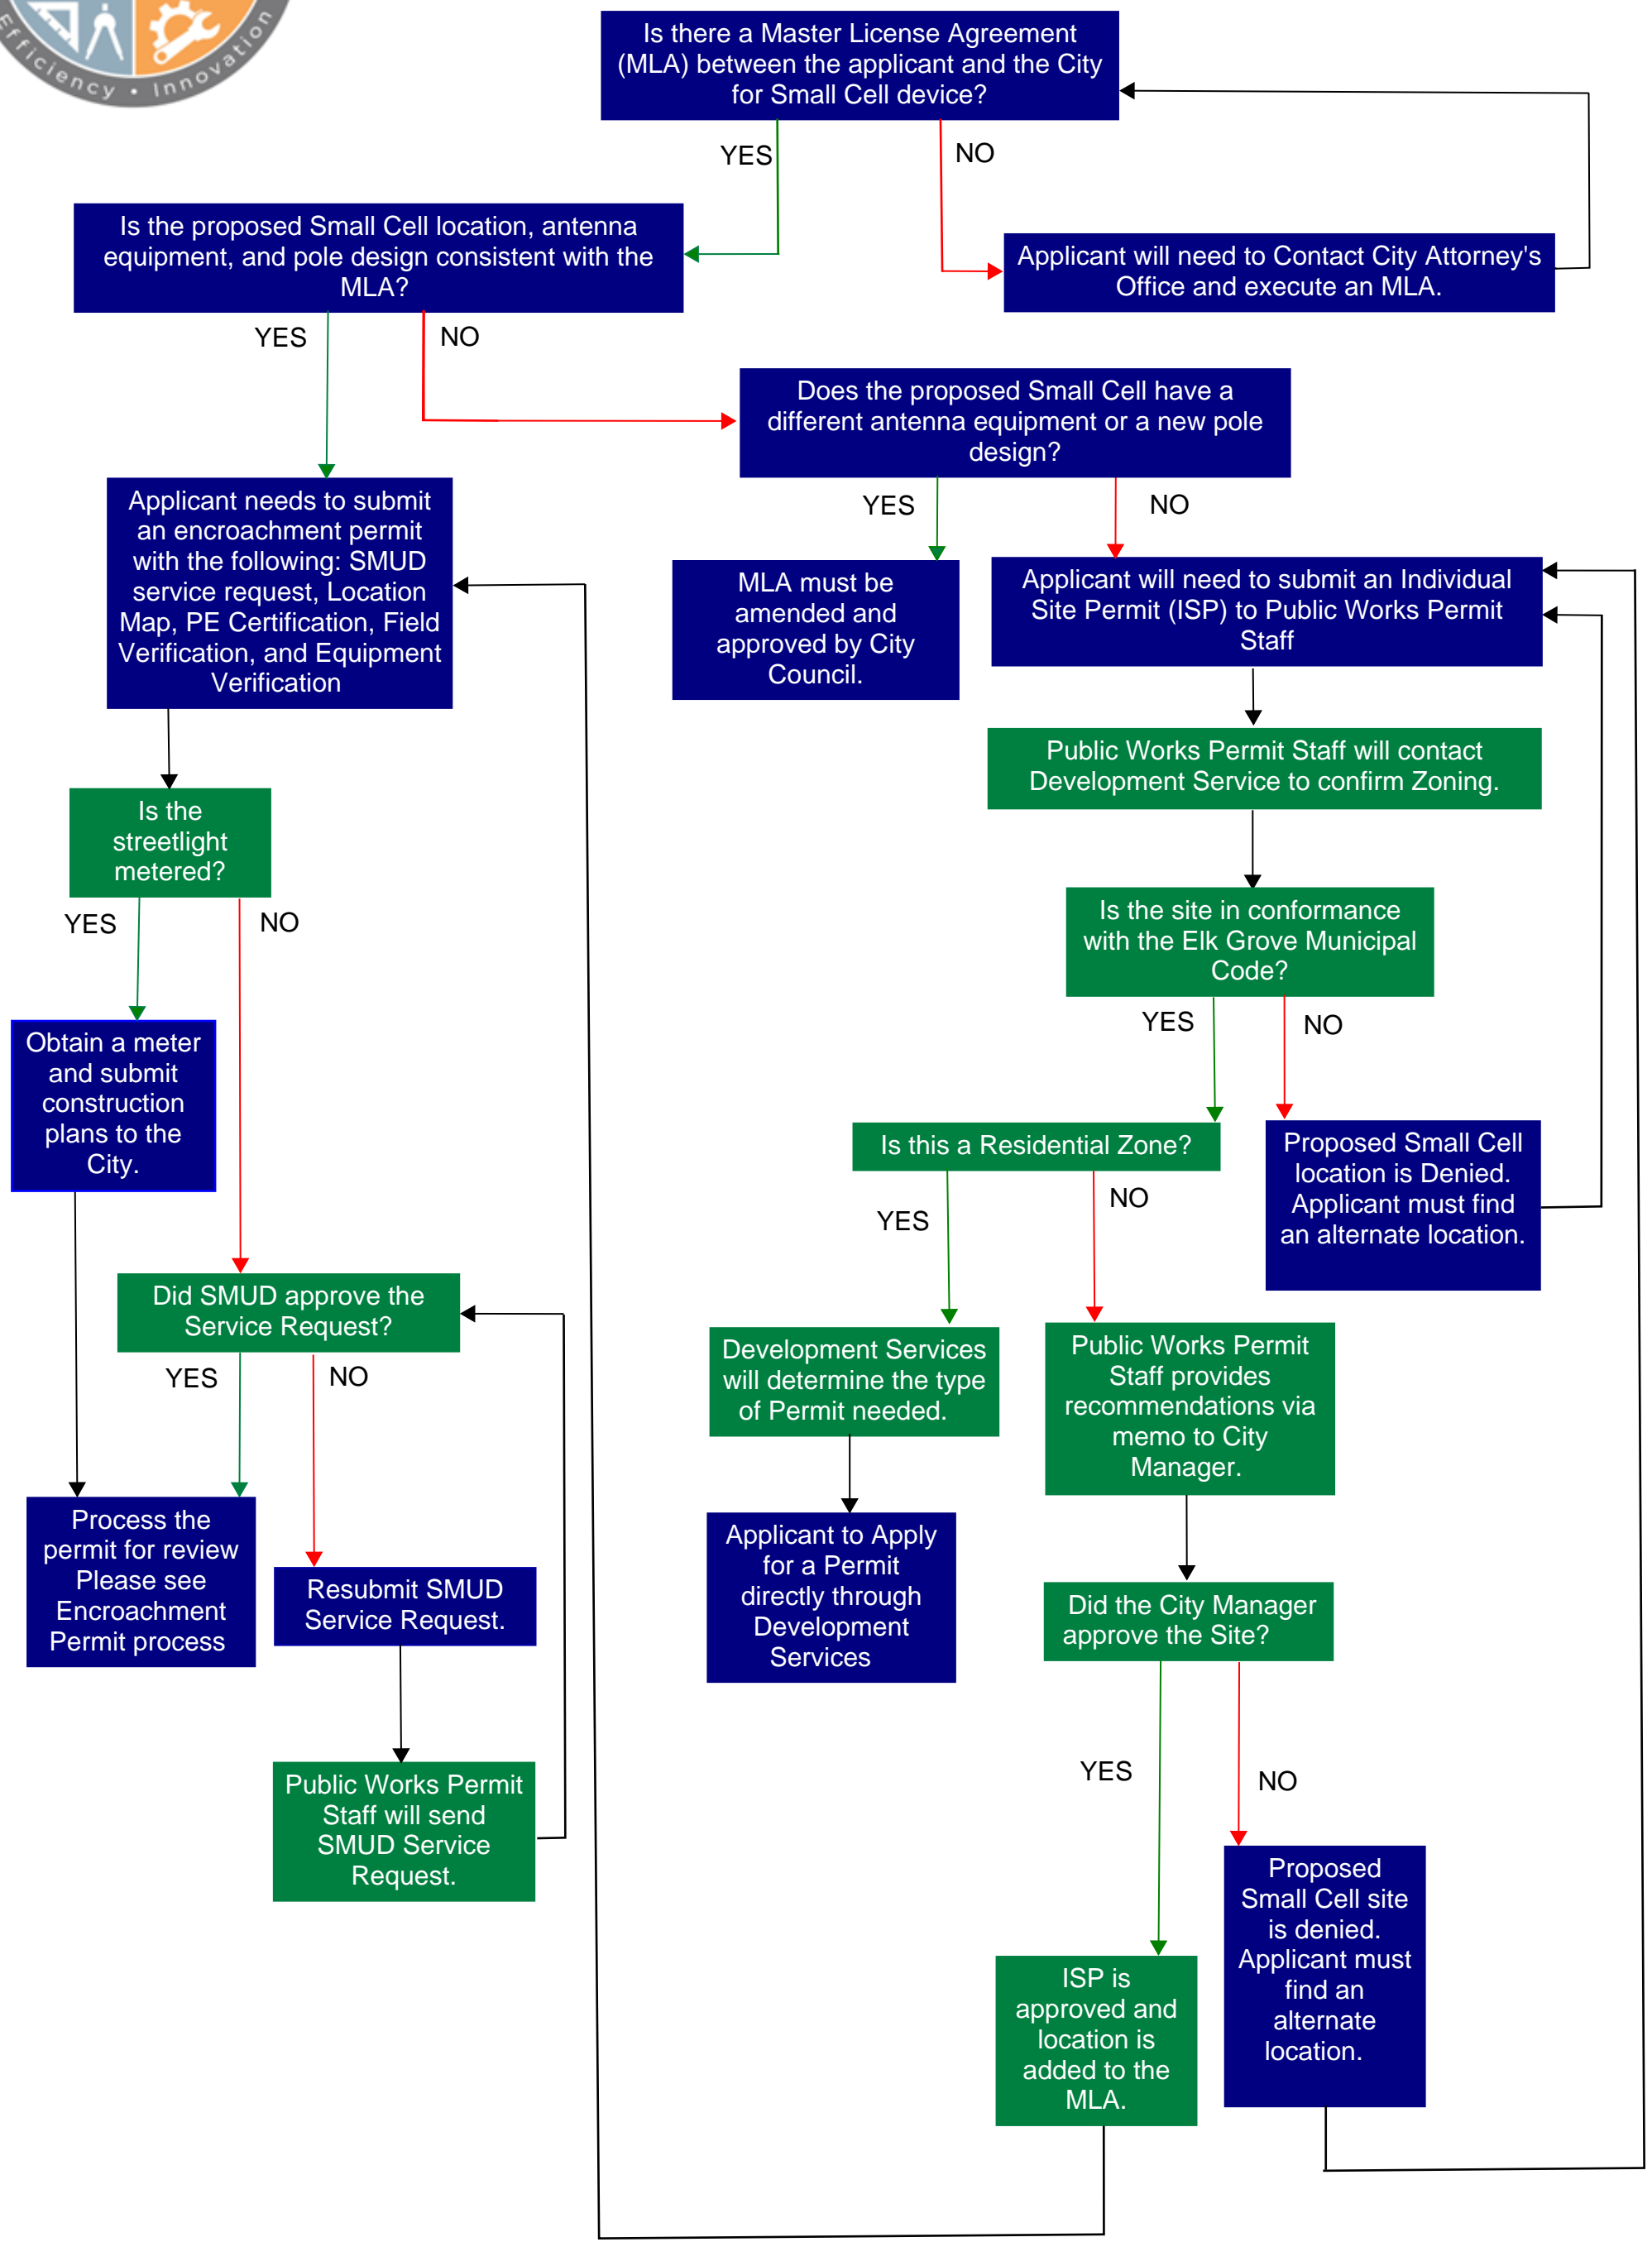 Efficiency • Innovation
Is there a Master License Agreement
(MLA) between the applicant and the City
for Small Cell device?
YES
NO
Is the proposed Small Cell location, antenna
equipment, and pole design consistent with the
MLA?
Applicant will need to Contact City Attorney's
Office and execute an MLA.
YES
NO
Does the proposed Small Cell have a
different antenna equipment or a new pole
design?
YES
NO
Applicant needs to submit
an encroachment permit
with the following: SMUD
service request, Location
Map, PE Certification, Field
Verification, and Equipment
Verification
MLA must be
amended and
approved by City
Council.
Applicant will need to submit an Individual
Site Permit (ISP) to Public Works Permit
Staff
Public Works Permit Staff will contact
Development Service to confirm Zoning.
Is the
streetlight
metered?
YES
NO
Is the site in conformance
with the Elk Grove Municipal
Code?
YES
NO
Obtain a meter
and submit
construction
plans to the
City.
Is this a Residential Zone?
YES
NO
Proposed Small Cell
location is Denied.
Applicant must find
an alternate location.
Did SMUD approve the
Service Request?
YES
NO
Development Services
will determine the type
of Permit needed.
Public Works Permit
Staff provides
recommendations via
memo to City
Manager.
Process the
permit for review
Please see
Encroachment
Permit process
Resubmit SMUD
Service Request.
Applicant to Apply
for a Permit
directly through
Development
Services
Did the City Manager
approve the Site?
YES
NO
Public Works Permit
Staff will send
SMUD Service
Request.
Proposed
Small Cell site
is denied.
Applicant must
find an
alternate
location.
ISP is
approved and
location is
added to the
MLA.